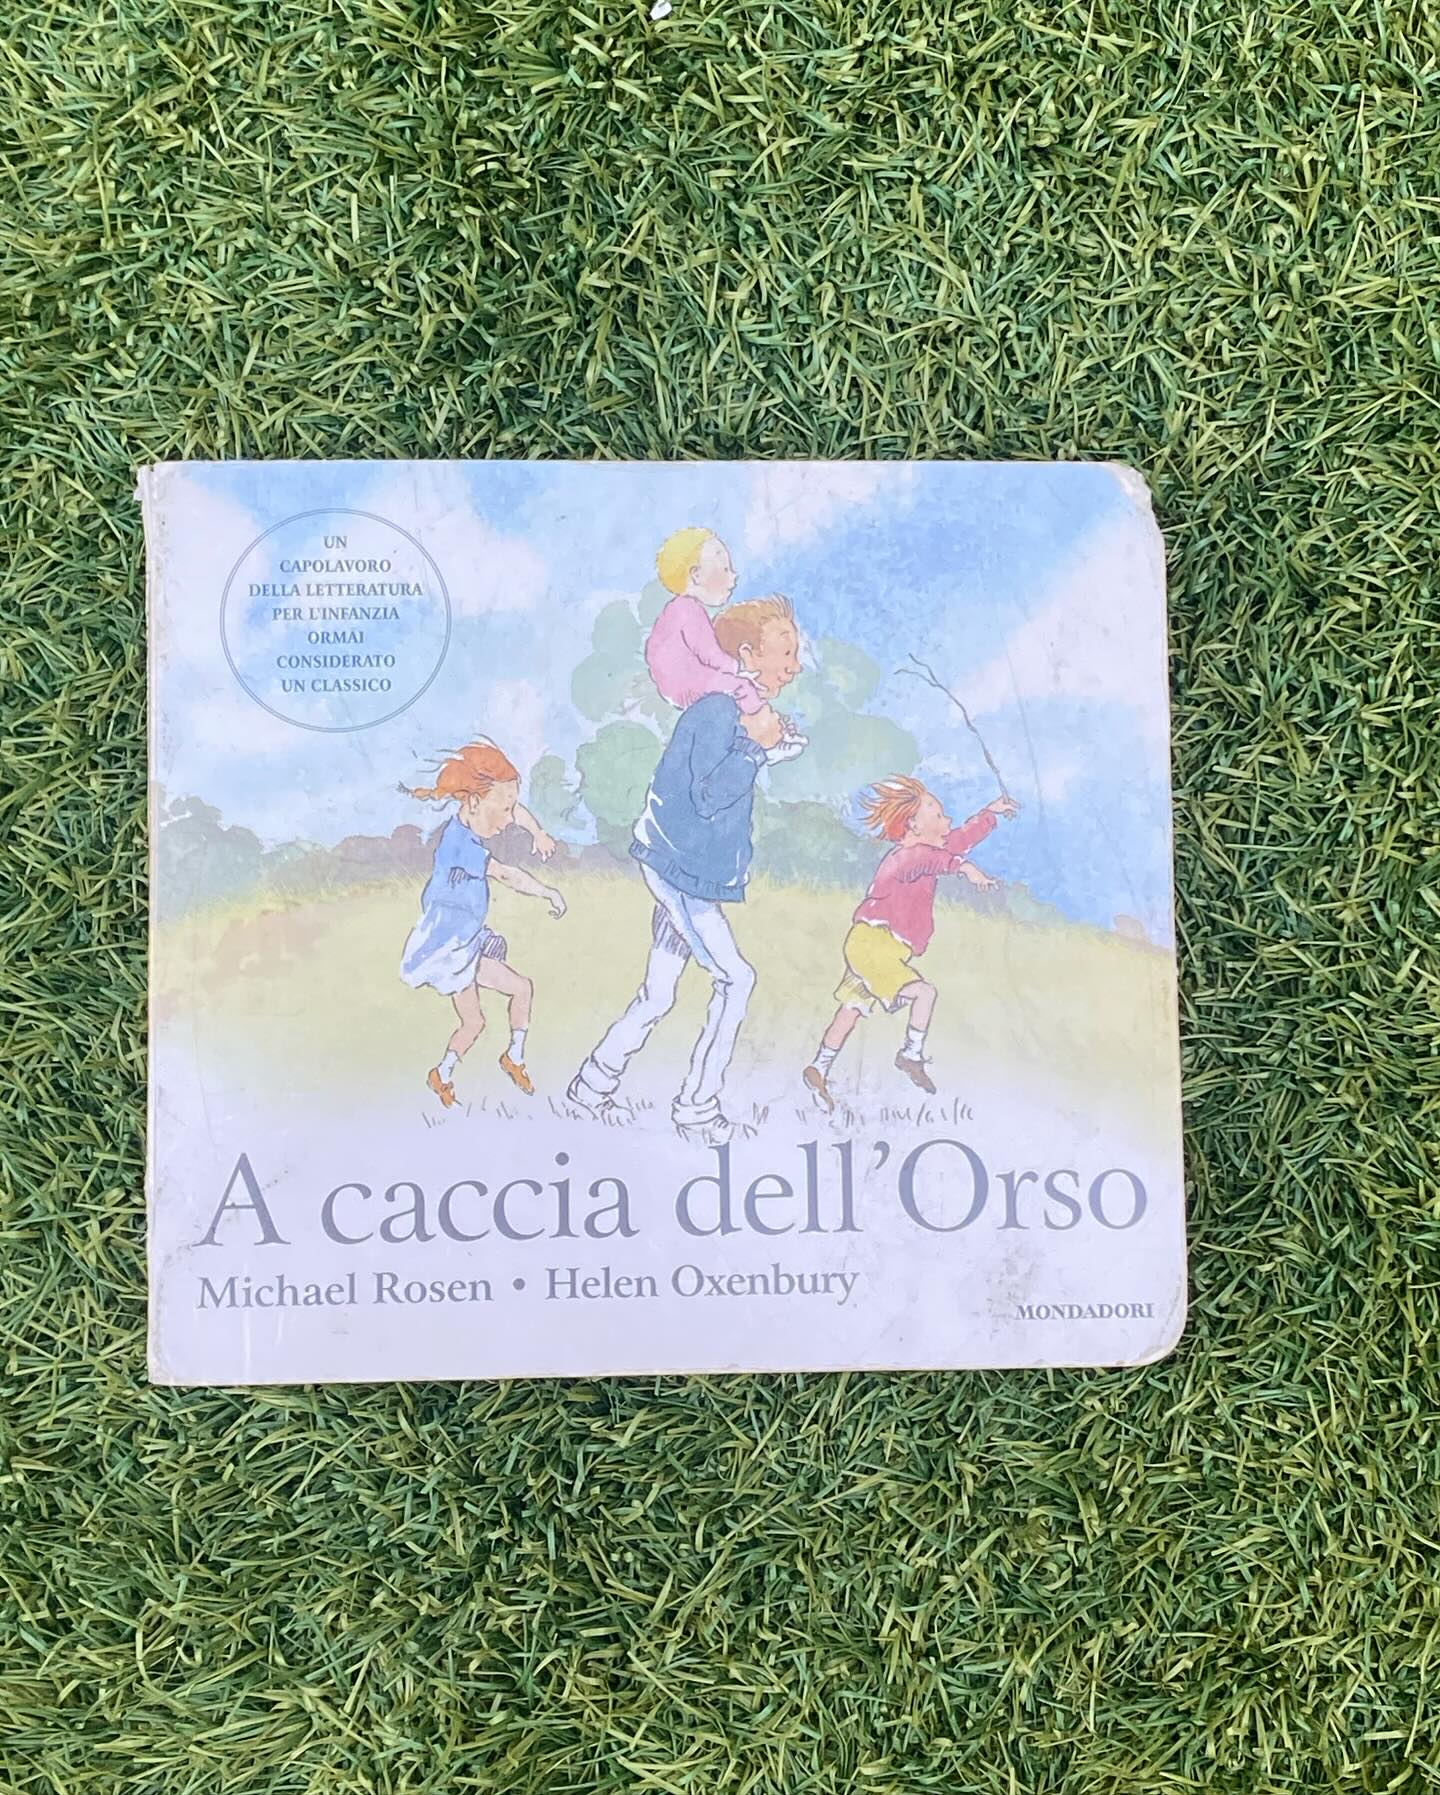 UN
CAPOLAVORO
DELLA LETTERATURA
PER L'INFANZIA
ORMAI
CONSIDERATO
UN CLASSICO
A caccia dell'Orso
Michael Rosen • Helen Oxenbury
MONDADORI